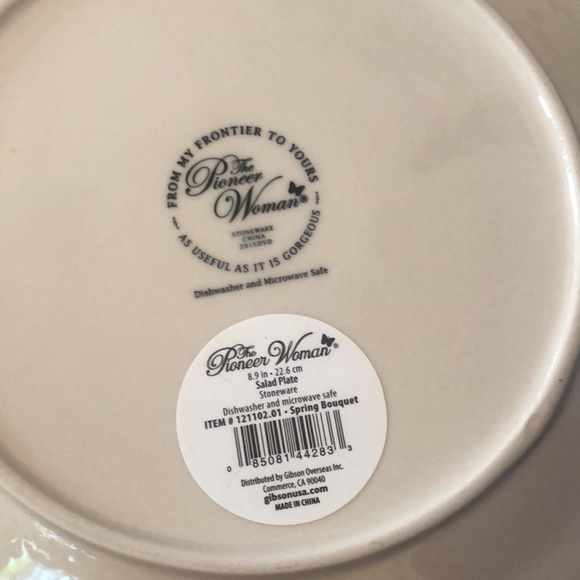 FROM MY FRONTIER TO YOURS
The
Pioneer
Woman®
STONEWARE
CHINA
2015DVD
AS USEFUL AS IT IS GORGEOUS
Dishwasher and Microwave Safe
The
Pioneer Woman®
8.9 in • 22.6 cm
Salad Plate
Stoneware
Dishwasher and microwave safe
ITEM # 121102.01 • Spring Bouquet
0 85081 44283 3
Distributed by Gibson Overseas Inc.
Commerce, CA 90040
gibsonusa.com
MADE IN CHINA